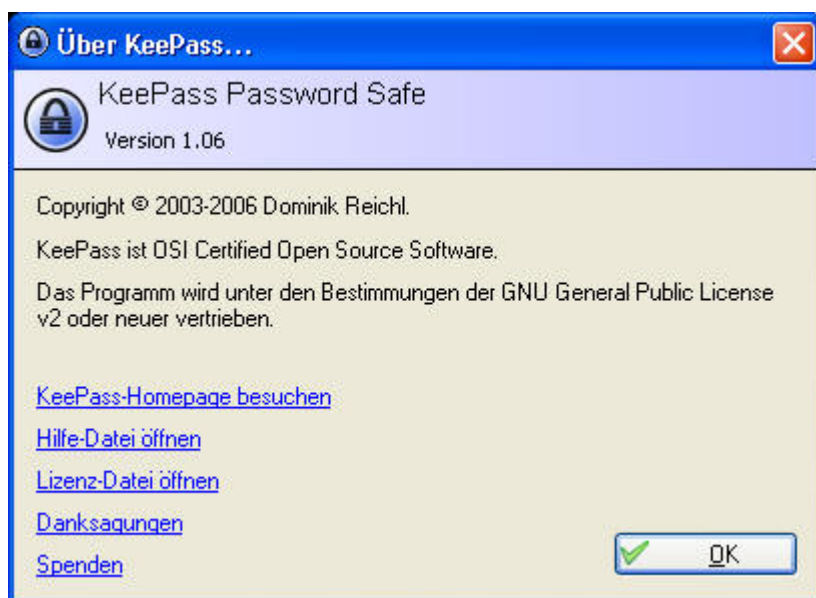 Über KeePass...
KeePass Password Safe
Version 1.06
Copyright © 2003-2006 Dominik Reichl.
KeePass ist OSI Certified Open Source Software.
Das Programm wird unter den Bestimmungen der GNU General Public License
v2 oder neuer vertrieben.
KeePass-Homepage besuchen
Hilfe-Datei öffnen
Lizenz-Datei öffnen
Danksagungen
Spenden
OK